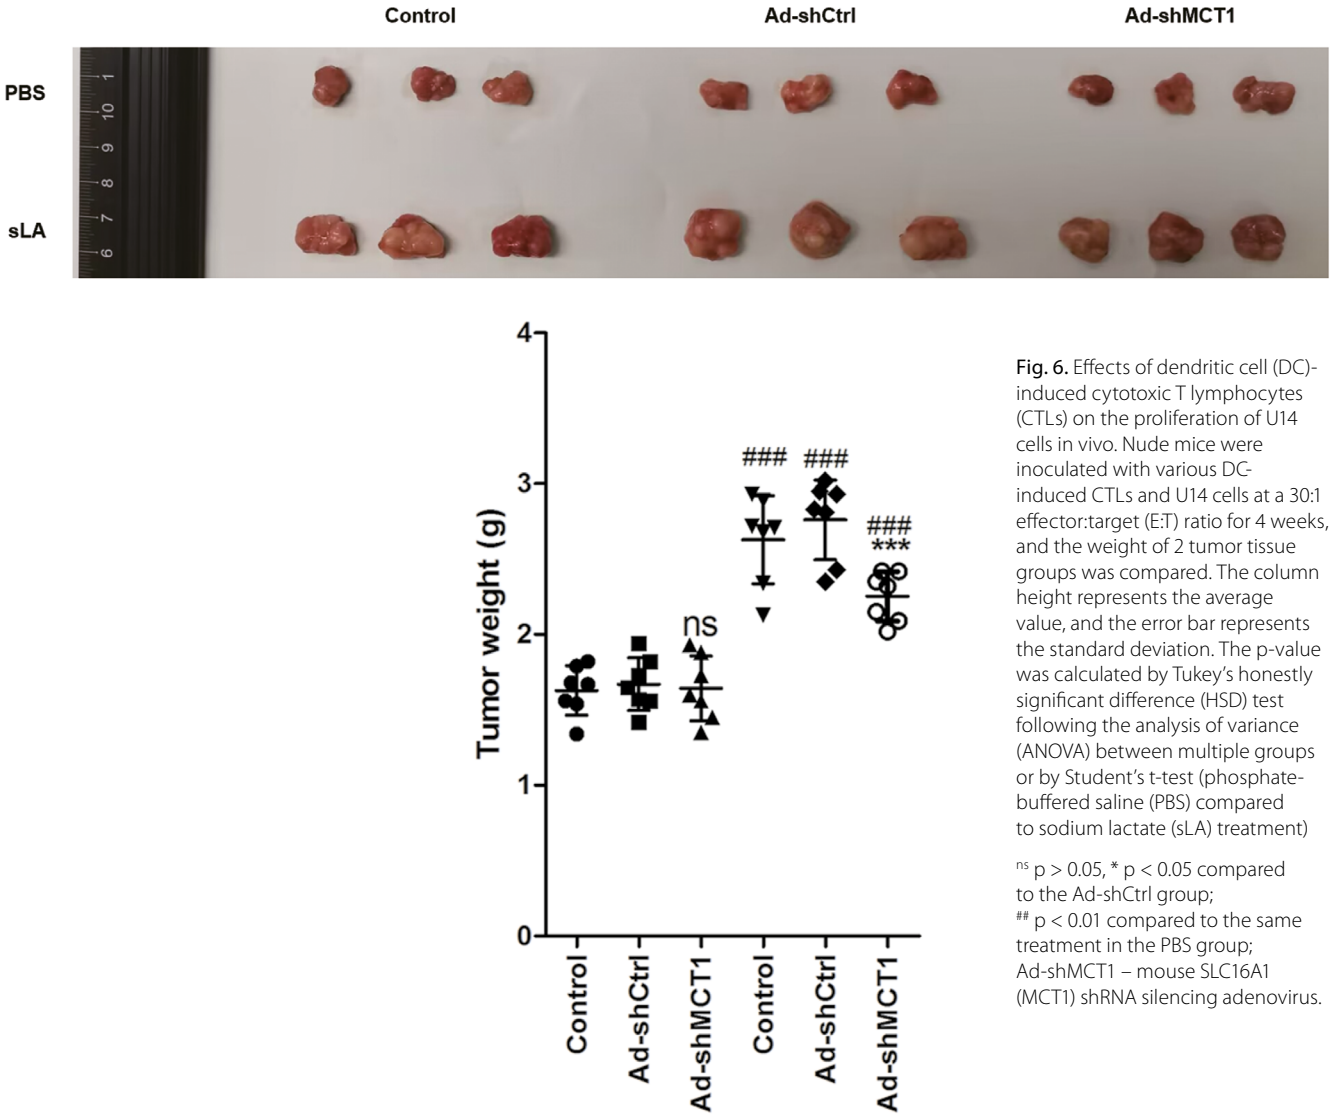 Control Ad-shCtrl Ad-shMCT1
PBS
sLA
1
10
9
8
7
6
4
3
2
1
0
Tumor weight (g)
ns
### ###
###
***
Control
Ad-shCtrl
Ad-shMCT1
Control
Ad-shCtrl
Ad-shMCT1
Fig. 6. Effects of dendritic cell (DC)-
induced cytotoxic T lymphocytes
(CTLs) on the proliferation of U14
cells in vivo. Nude mice were
inoculated with various DC-
induced CTLs and U14 cells at a 30:1
effector:target (E:T) ratio for 4 weeks,
and the weight of 2 tumor tissue
groups was compared. The column
height represents the average
value, and the error bar represents
the standard deviation. The p-value
was calculated by Tukey's honestly
significant difference (HSD) test
following the analysis of variance
(ANOVA) between multiple groups
or by Student's t-test (phosphate-
buffered saline (PBS) compared
to sodium lactate (sLA) treatment)
ns p > 0.05, * p < 0.05 compared
to the Ad-shCtrl group;
## p < 0.01 compared to the same
treatment in the PBS group;
Ad-shMCT1 – mouse SLC16A1
(MCT1) shRNA silencing adenovirus.